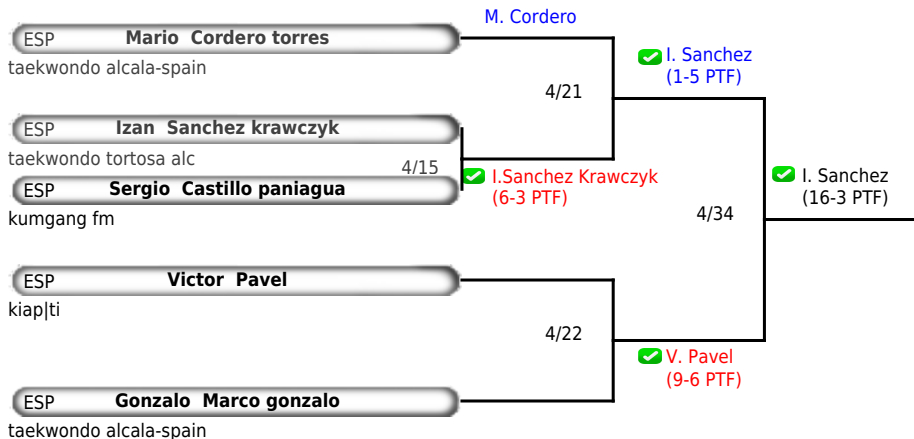 M. Cordero
ESP Mario Cordero torres
taekwondo alcala-spain
I. Sanchez
(1-5 PTF)
4/21
ESP Izan Sanchez krawczyk
taekwondo tortosa alc
4/15
I.Sanchez Krawczyk
(6-3 PTF)
ESP Sergio Castillo paniagua
kumgang fm
I. Sanchez
(16-3 PTF)
4/34
ESP Victor Pavel
kiap|ti
4/22
V. Pavel
(9-6 PTF)
ESP Gonzalo Marco gonzalo
taekwondo alcala-spain